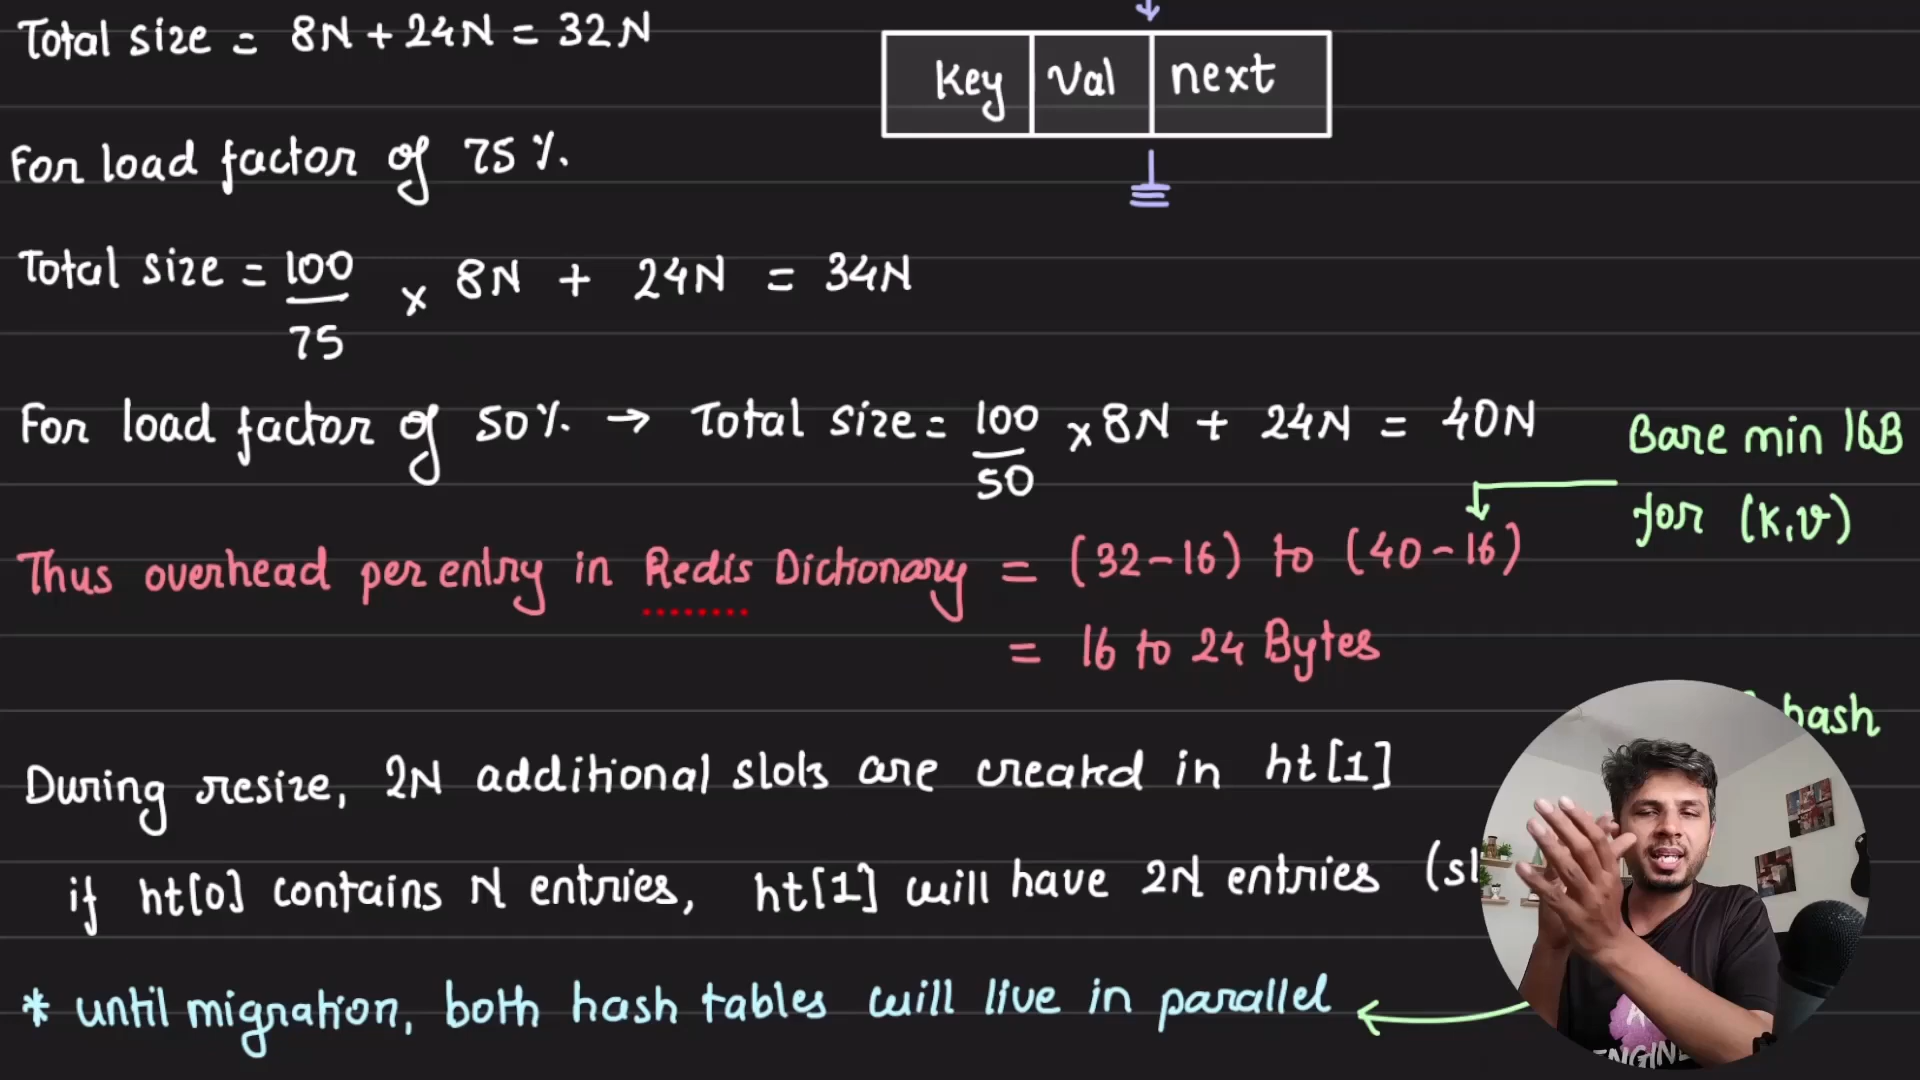 Total size = 8N + 24N = 32N
Key Val next
For load factor of 75%.
Total size = 100/75 × 8N + 24N = 34N
For load factor of 50% → Total size = 100/50 × 8N + 24N = 40N
Bare min 16B
for (k,v)
Thus overhead per entry in Redis Dictionary = (32-16) to (40-16)
= 16 to 24 Bytes
hash
During resize, 2N additional slots are created in ht[1]
if ht[0] contains N entries, ht[1] will have 2N entries (sl
* until migration, both hash tables will live in parallel
ENGINE